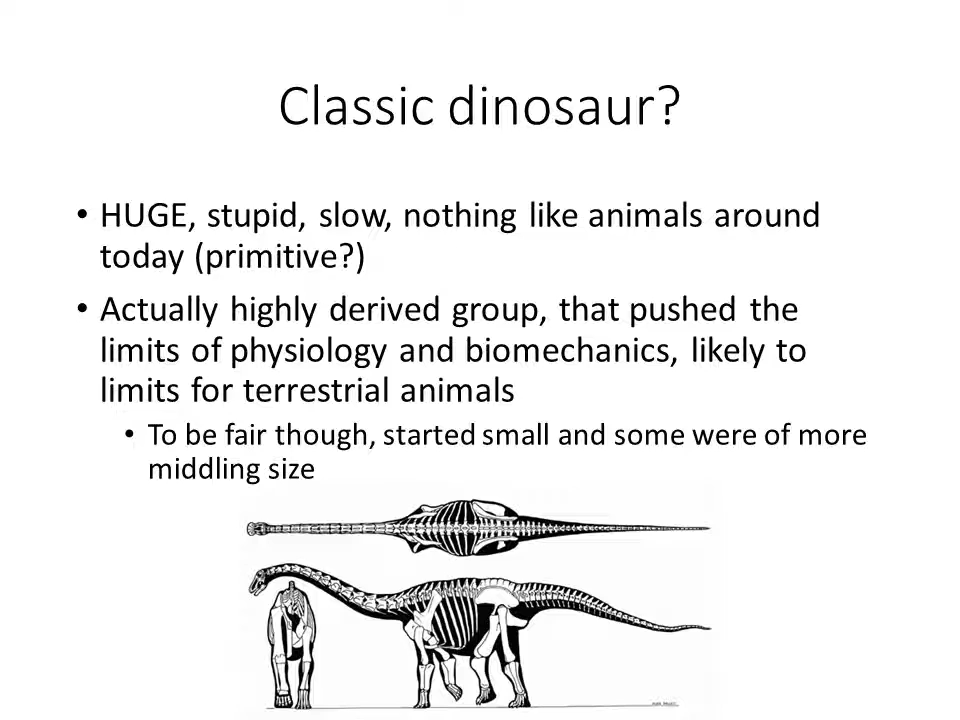 Classic dinosaur?
• HUGE, stupid, slow, nothing like animals around
today (primitive?)
• Actually highly derived group, that pushed the
limits of physiology and biomechanics, likely to
limits for terrestrial animals
• To be fair though, started small and some were of more
middling size